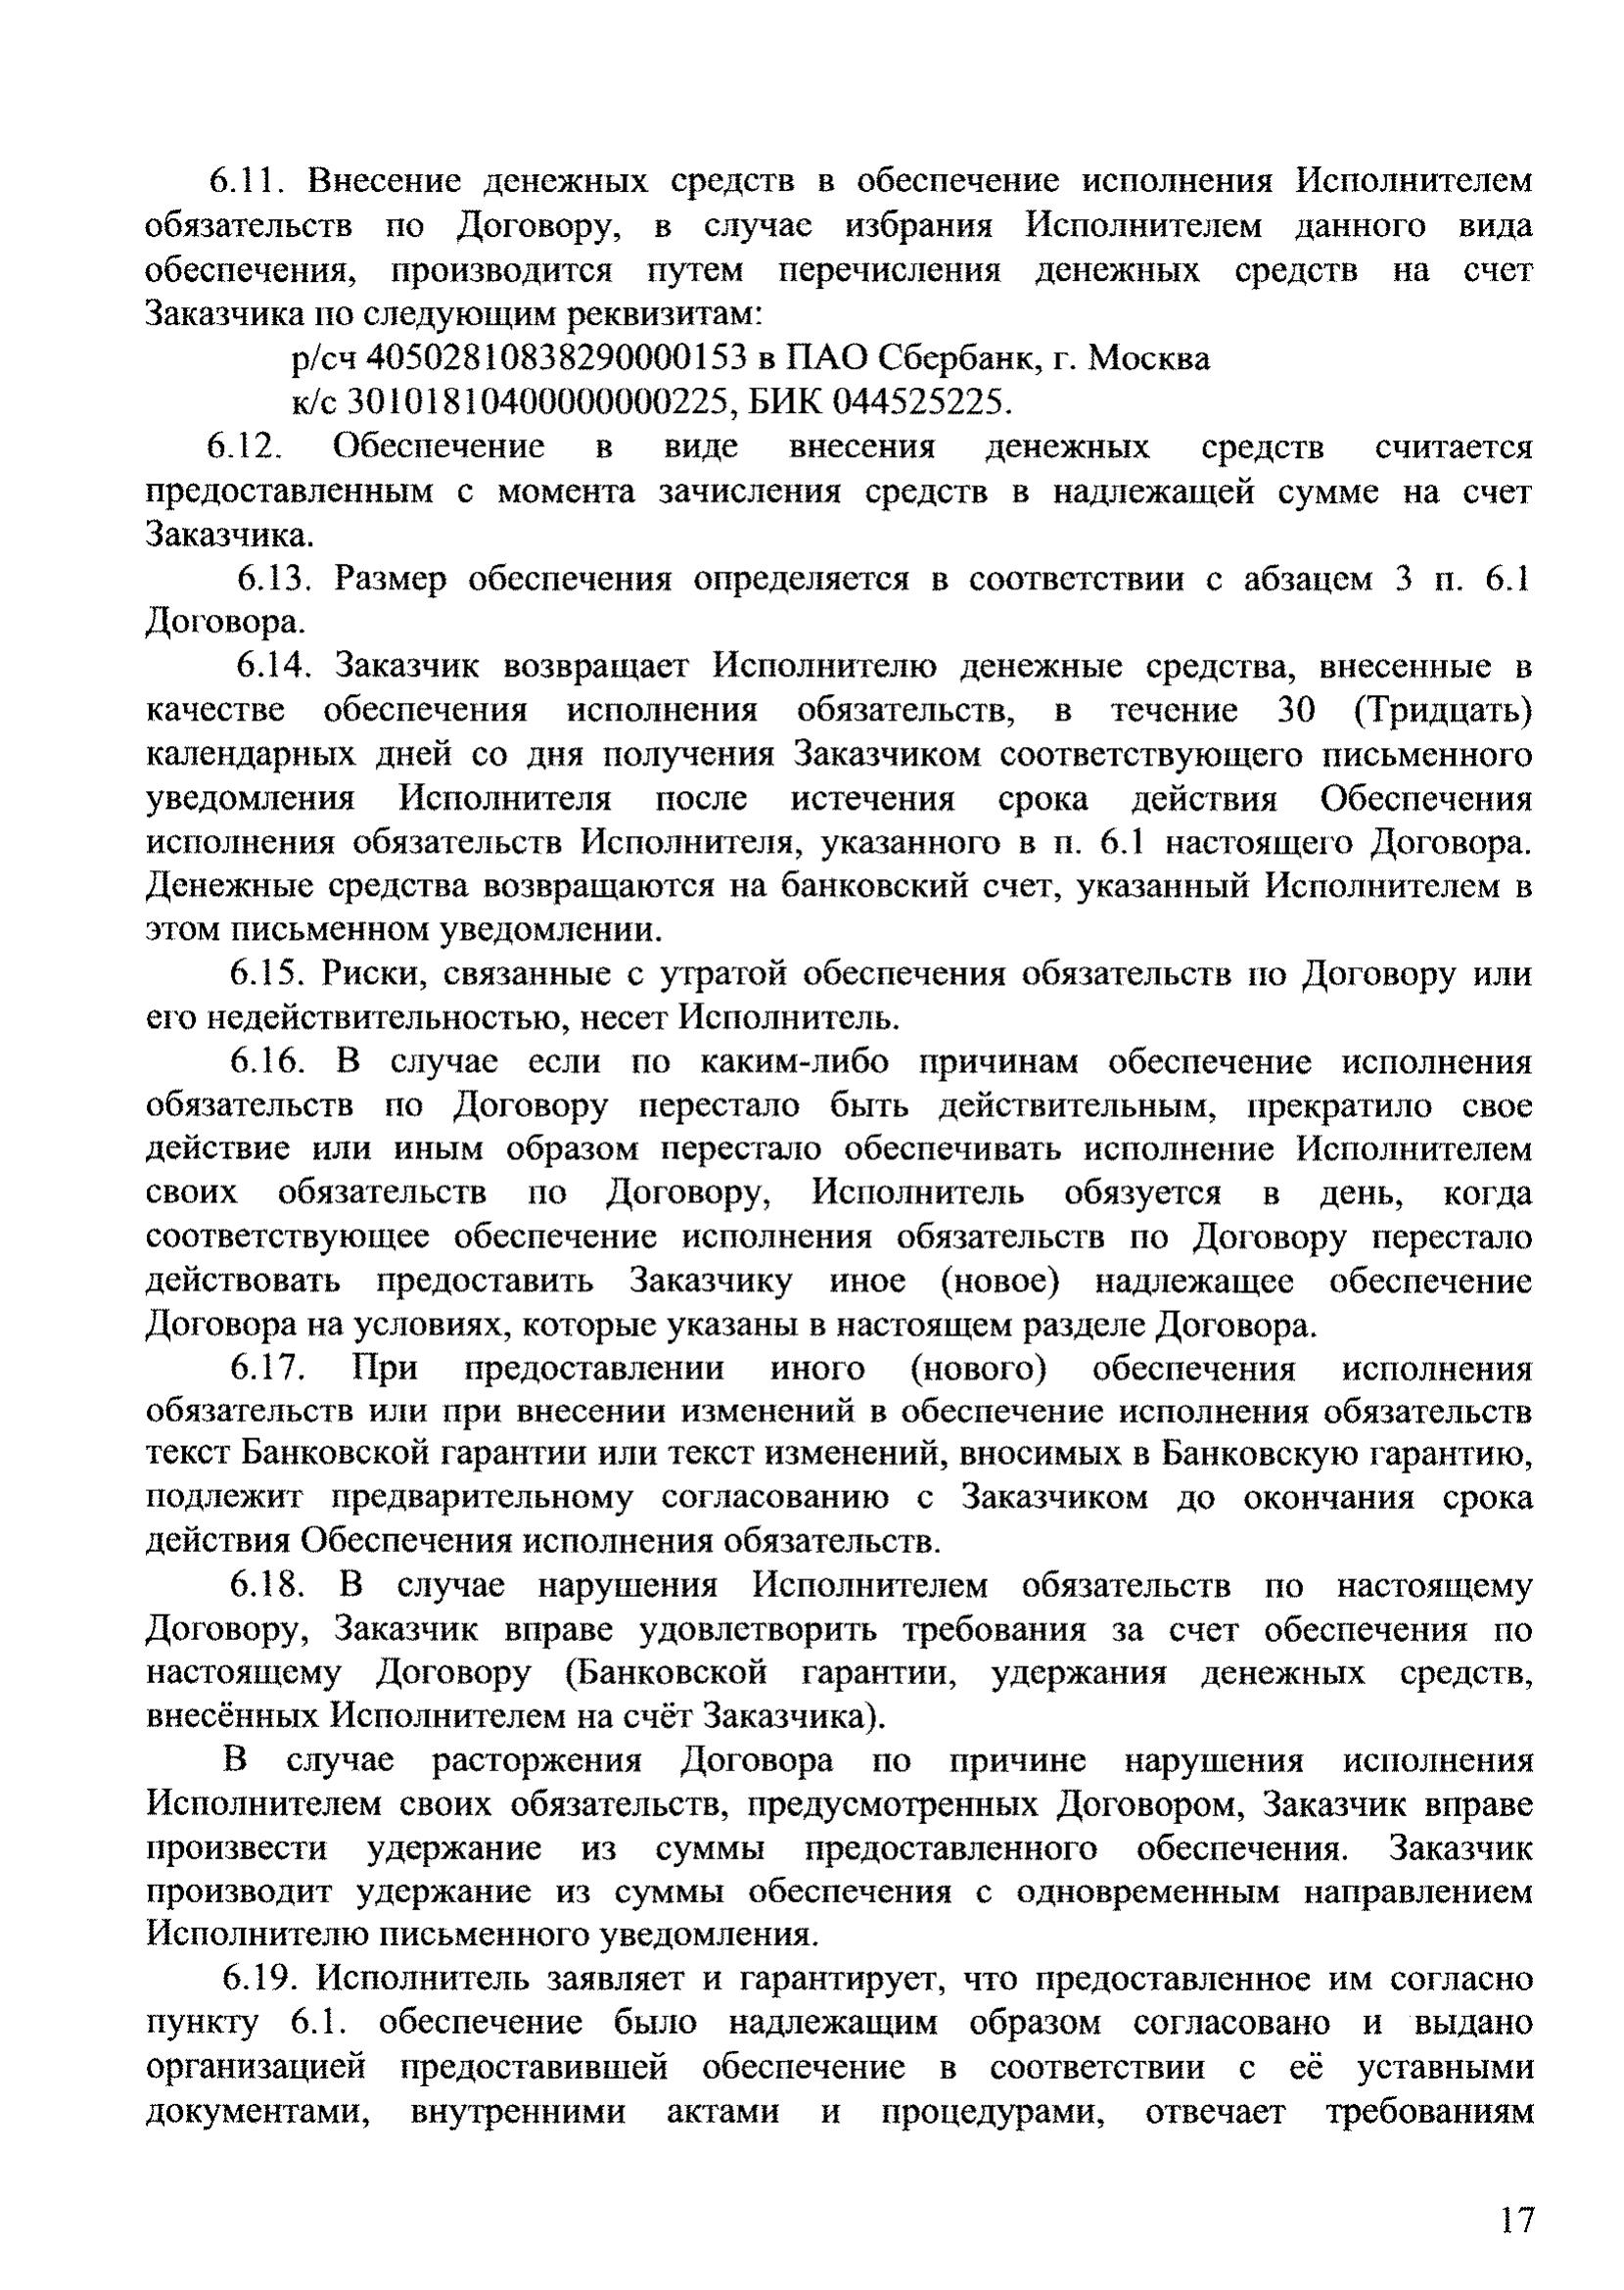 6.11. Внесение денежных средств в обеспечение исполнения Исполнителем
обязательств по Договору, в случае избрания Исполнителем данного вида
обеспечения, производится путем перечисления денежных средств на счет
Заказчика по следующим реквизитам:
р/сч 40502810838290000153 в ПАО Сбербанк, г. Москва
к/с 30101810400000000225, БИК 044525225.
6.12. Обеспечение в виде внесения денежных средств считается
предоставленным с момента зачисления средств в надлежащей сумме на счет
Заказчика.
6.13. Размер обеспечения определяется в соответствии с абзацем 3 п. 6.1
Договора.
6.14. Заказчик возвращает Исполнителю денежные средства, внесенные в
качестве обеспечения исполнения обязательств, в течение 30 (Тридцать)
календарных дней со дня получения Заказчиком соответствующего письменного
уведомления Исполнителя после истечения срока действия Обеспечения
исполнения обязательств Исполнителя, указанного в п. 6.1 настоящего Договора.
Денежные средства возвращаются на банковский счет, указанный Исполнителем в
этом письменном уведомлении.
6.15. Риски, связанные с утратой обеспечения обязательств по Договору или
его недействительностью, несет Исполнитель.
6.16. В случае если по каким-либо причинам обеспечение исполнения
обязательств по Договору перестало быть действительным, прекратило свое
действие или иным образом перестало обеспечивать исполнение Исполнителем
своих обязательств по Договору, Исполнитель обязуется в день, когда
соответствующее обеспечение исполнения обязательств по Договору перестало
действовать предоставить Заказчику иное (новое) надлежащее обеспечение
Договора на условиях, которые указаны в настоящем разделе Договора.
6.17. При предоставлении иного (нового) обеспечения исполнения
обязательств или при внесении изменений в обеспечение исполнения обязательств
текст Банковской гарантии или текст изменений, вносимых в Банковскую гарантию,
подлежит предварительному согласованию с Заказчиком до окончания срока
действия Обеспечения исполнения обязательств.
6.18. В случае нарушения Исполнителем обязательств по настоящему
Договору, Заказчик вправе удовлетворить требования за счет обеспечения по
настоящему Договору (Банковской гарантии, удержания денежных средств,
внесённых Исполнителем на счёт Заказчика).
В случае расторжения Договора по причине нарушения исполнения
Исполнителем своих обязательств, предусмотренных Договором, Заказчик вправе
произвести удержание из суммы предоставленного обеспечения. Заказчик
производит удержание из суммы обеспечения с одновременным направлением
Исполнителю письменного уведомления.
6.19. Исполнитель заявляет и гарантирует, что предоставленное им согласно
пункту 6.1. обеспечение было надлежащим образом согласовано и выдано
организацией предоставившей обеспечение в соответствии с её уставными
документами, внутренними актами и процедурами, отвечает требованиям
17